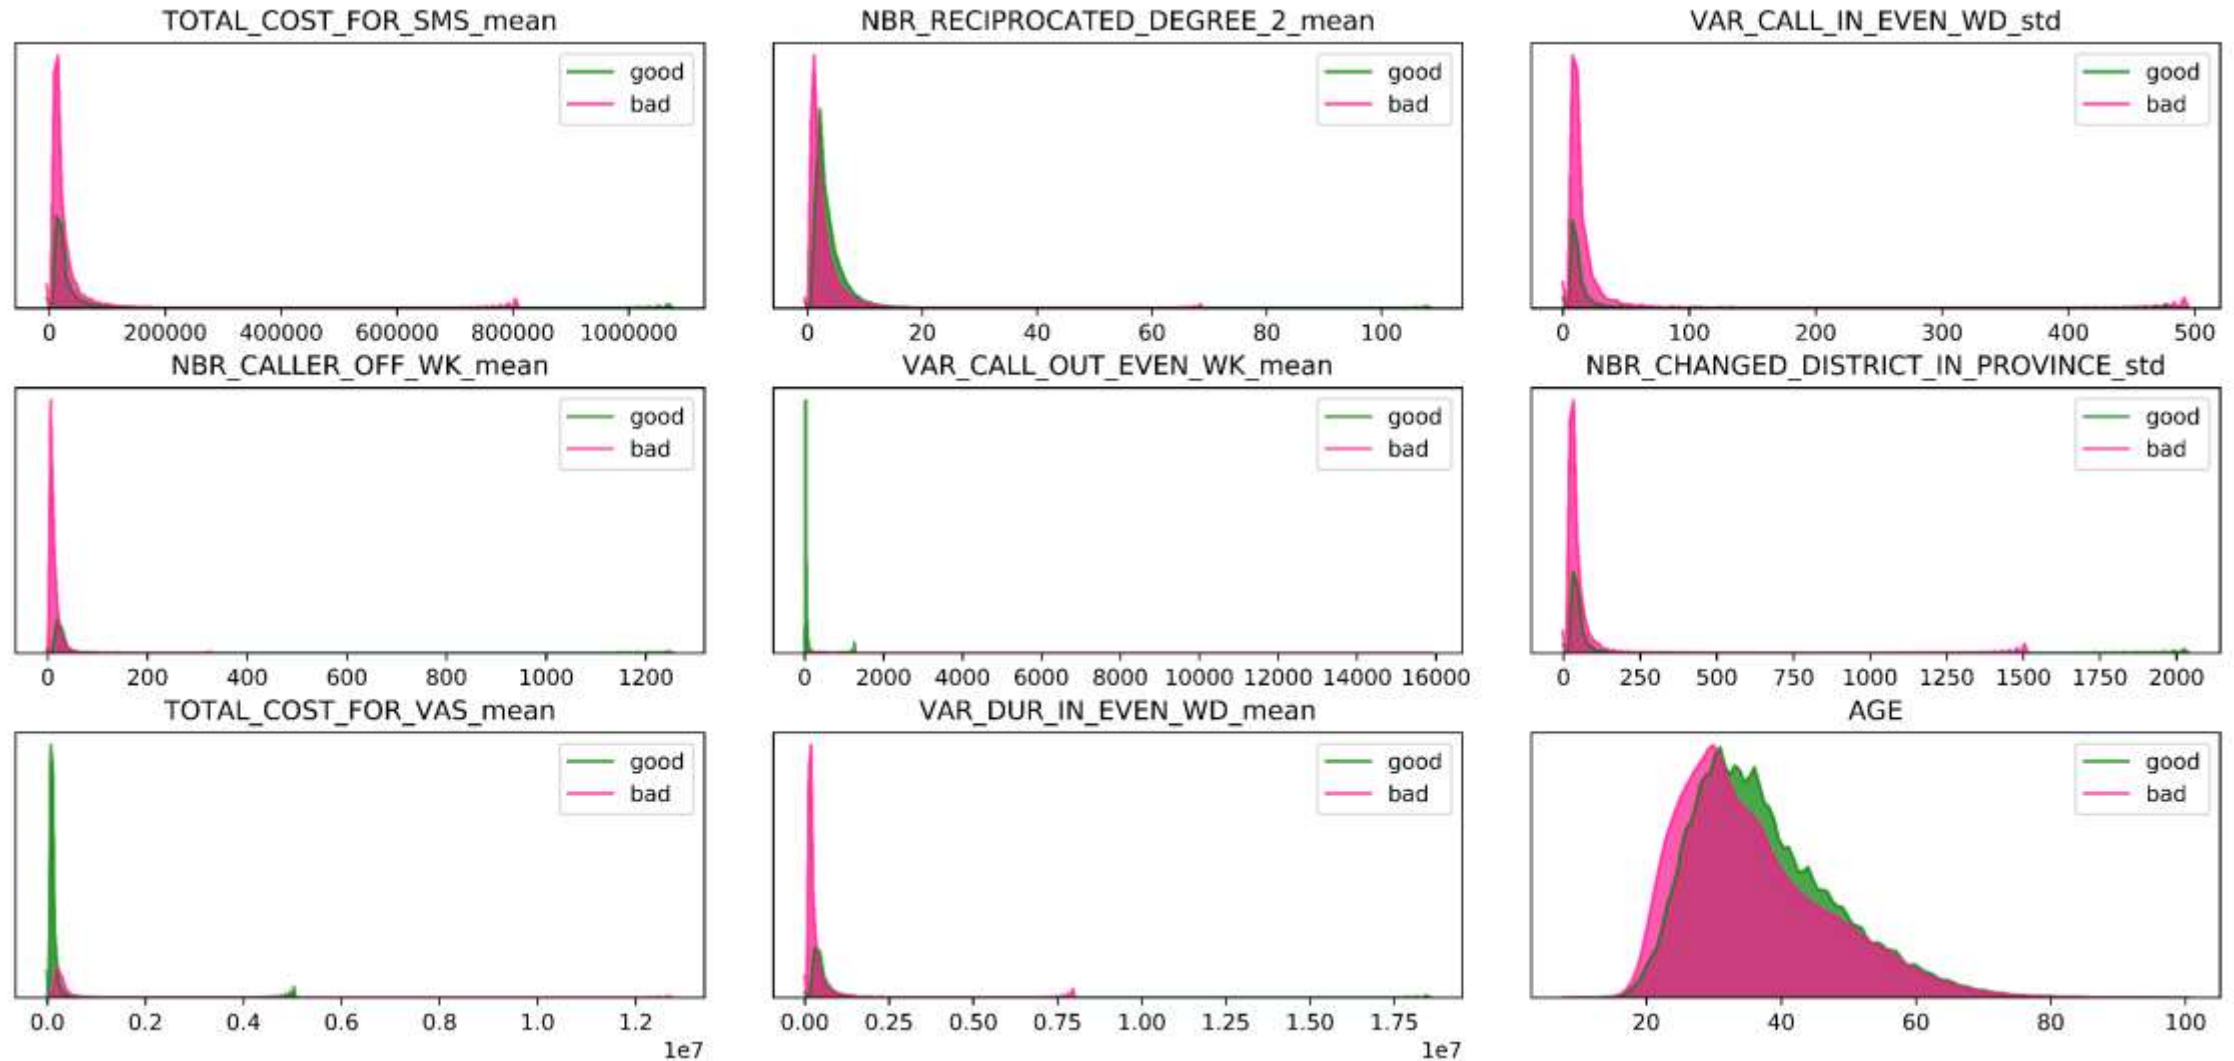 TOTAL_COST_FOR_SMS_mean
good
bad
0 200000 400000 600000 800000 1000000
NBR_RECIPROCATED_DEGREE_2_mean
good
bad
0 20 40 60 80 100
VAR_CALL_IN_EVEN_WD_std
good
bad
0 100 200 300 400 500
NBR_CALLER_OFF_WK_mean
good
bad
0 200 400 600 800 1000 1200
VAR_CALL_OUT_EVEN_WK_mean
good
bad
0 2000 4000 6000 8000 10000 12000 14000 16000
NBR_CHANGED_DISTRICT_IN_PROVINCE_std
good
bad
0 250 500 750 1000 1250 1500 1750 2000
TOTAL_COST_FOR_VAS_mean
good
bad
0.0 0.2 0.4 0.6 0.8 1.0 1.2
1e7
VAR_DUR_IN_EVEN_WD_mean
good
bad
0.00 0.25 0.50 0.75 1.00 1.25 1.50 1.75
1e7
AGE
good
bad
20 40 60 80 100